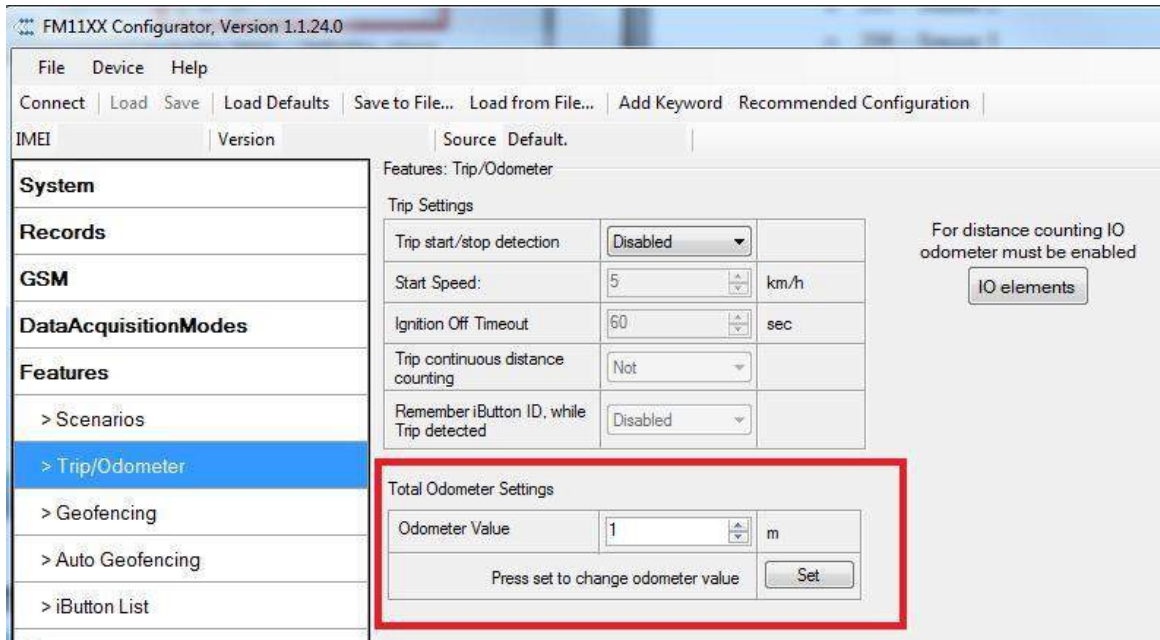 FM11XX Configurator, Version 1.1.24.0
File Device Help
Connect Load Save Load Defaults Save to File... Load from File... Add Keyword Recommended Configuration
IMEI Version Source Default.
System
Records
GSM
DataAcquisitionModes
Features
> Scenarios
> Trip/Odometer
> Geofencing
> Auto Geofencing
> iButton List
Features: Trip/Odometer
Trip Settings
Trip start/stop detection Disabled
Start Speed: 5 km/h
Ignition Off Timeout 60 sec
Trip continuous distance
counting Not
Remember iButton ID, while
Trip detected Disabled
For distance counting IO
odometer must be enabled
IO elements
Total Odometer Settings
Odometer Value 1 m
Press set to change odometer value Set